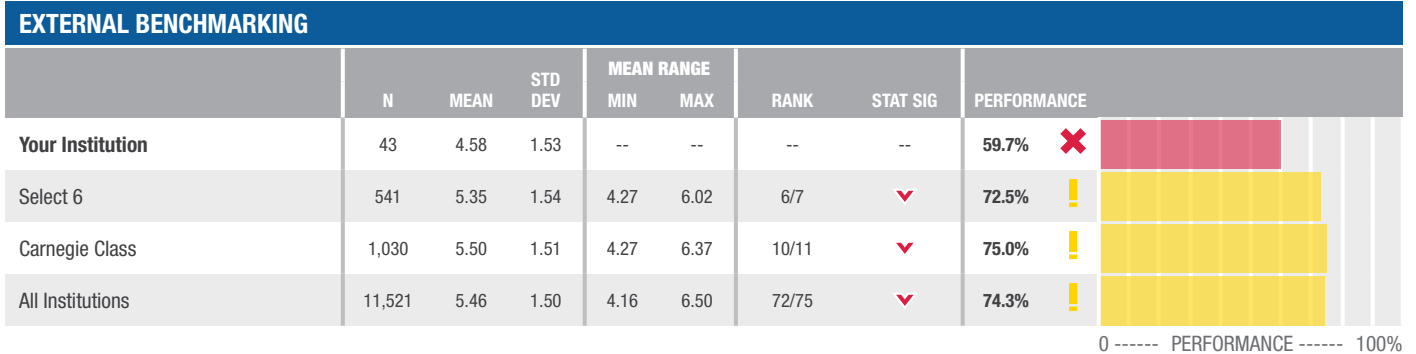 EXTERNAL BENCHMARKING
N MEAN STD DEV MEAN RANGE MIN MAX RANK STAT SIG PERFORMANCE
Your Institution 43 4.58 1.53 -- -- -- -- 59.7%
Select 6 541 5.35 1.54 4.27 6.02 6/7 72.5%
Carnegie Class 1,030 5.50 1.51 4.27 6.37 10/11 75.0%
All Institutions 11,521 5.46 1.50 4.16 6.50 72/75 74.3%
0 ------ PERFORMANCE ------ 100%